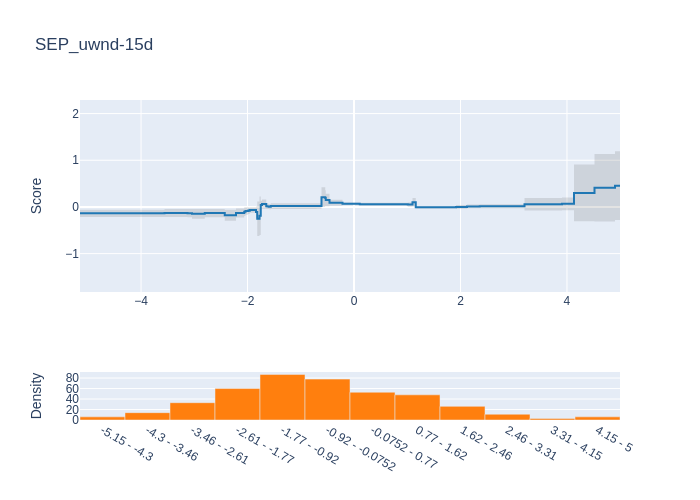 SEP_uwnd-15d
Score
2
1
0
−1
−4
−2
0
2
4
Density
80
60
40
20
0
-5.15 - -4.3
-4.3 - -3.46
-3.46 - -2.61
-2.61 - -1.77
-1.77 - -0.92
-0.92 - -0.0752
-0.0752 - 0.77
0.77 - 1.62
1.62 - 2.46
2.46 - 3.31
3.31 - 4.15
4.15 - 5